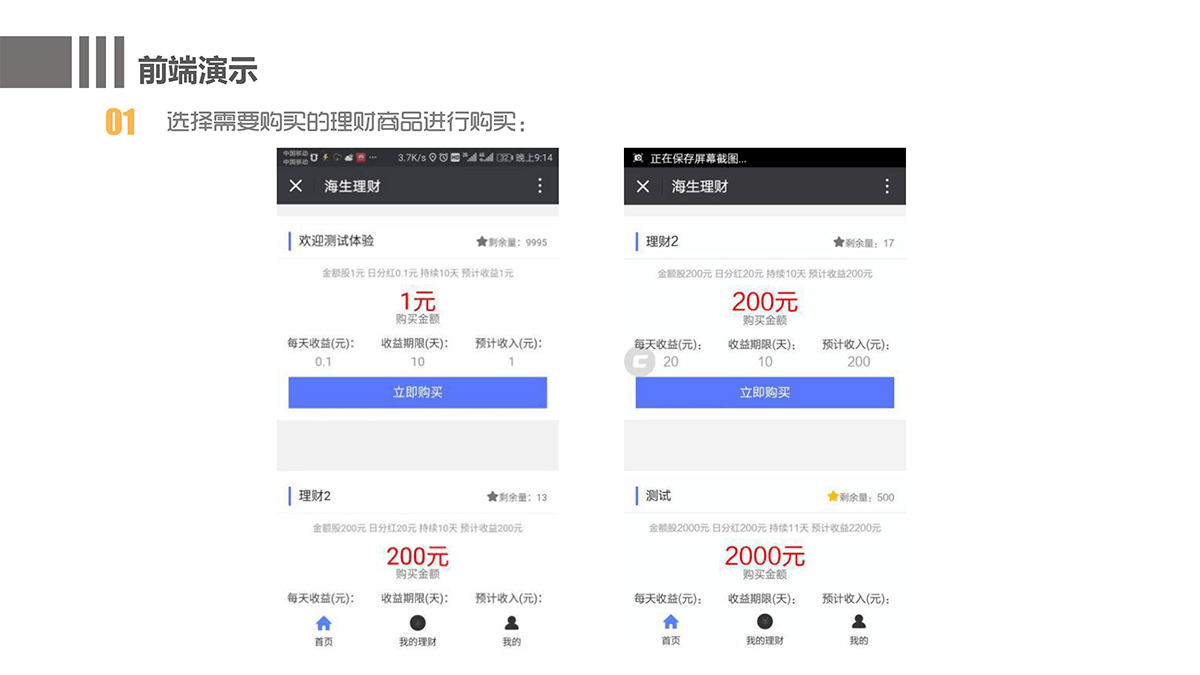 前端演示
01 选择需要购买的理财商品进行购买：
中国移动
中国移动
3.7K/s
HD
32
晚上9:14
海生理财
欢迎测试体验
剩余量：9995
金额股1元 日分红0.1元 持续10天 预计收益1元
1元
购买金额
每天收益(元)： 收益期限(天)： 预计收入(元)：
0.1 10 1
立即购买
理财2
剩余量：13
金额股200元 日分红20元 持续10天 预计收益200元
200元
购买金额
每天收益(元)： 收益期限(天)： 预计收入(元)：
首页 我的理财 我的
正在保存屏幕截图...
海生理财
理财2
剩余量：17
金额股200元 日分红20元 持续10天 预计收益200元
200元
购买金额
每天收益(元)： 收益期限(天)： 预计收入(元)：
20 10 200
立即购买
测试
剩余量：500
金额股2000元 日分红200元 持续11天 预计收益2200元
2000元
购买金额
每天收益(元)： 收益期限(天)： 预计收入(元)：
首页 我的理财 我的